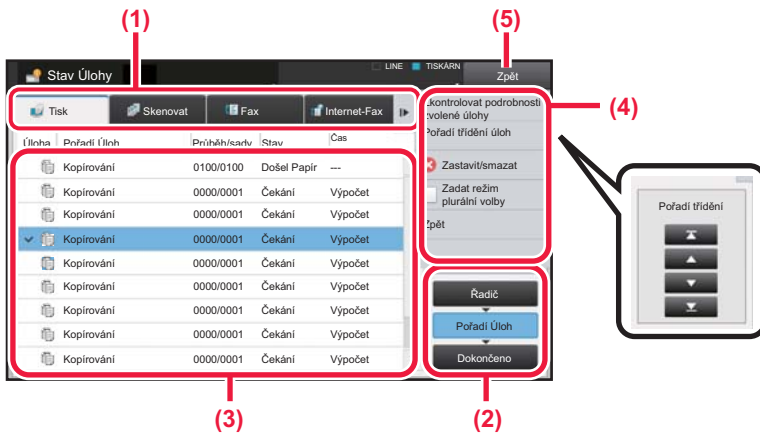 (1)
(5)
Stav Úlohy
LINE
TISKÁRN
Zpět
Tisk
Skenovat
Fax
Internet-Fax
(4)
kontrolovat podrobnosti
zvolené úlohy
Pořadí třídění úloh
Zastavit/smazat
Zadat režim
plurální volby
Zpět
Úloha Pořadí Úloh Průběh/sady Stav Čas
Kopírování 0100/0100 Došel Papír ---
Kopírování 0000/0001 Čekání Výpočet
Kopírování 0000/0001 Čekání Výpočet
Kopírování 0000/0001 Čekání Výpočet
Kopírování 0000/0001 Čekání Výpočet
Kopírování 0000/0001 Čekání Výpočet
Kopírování 0000/0001 Čekání Výpočet
Kopírování 0000/0001 Čekání Výpočet
Kopírování 0000/0001 Čekání Výpočet
Řadič
Pořadí Úloh
Dokončeno
Pořadí třídění
(3)
(2)